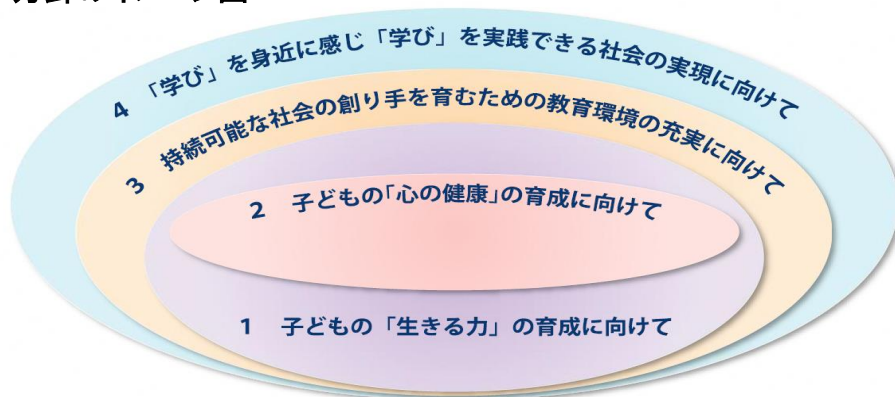 4 「学び」を身近に感じ「学び」を実践できる社会の実現に向けて
3 持続可能な社会の創り手を育むための教育環境の充実に向けて
2 子どもの「心の健康」の育成に向けて
1 子どもの「生きる力」の育成に向けて